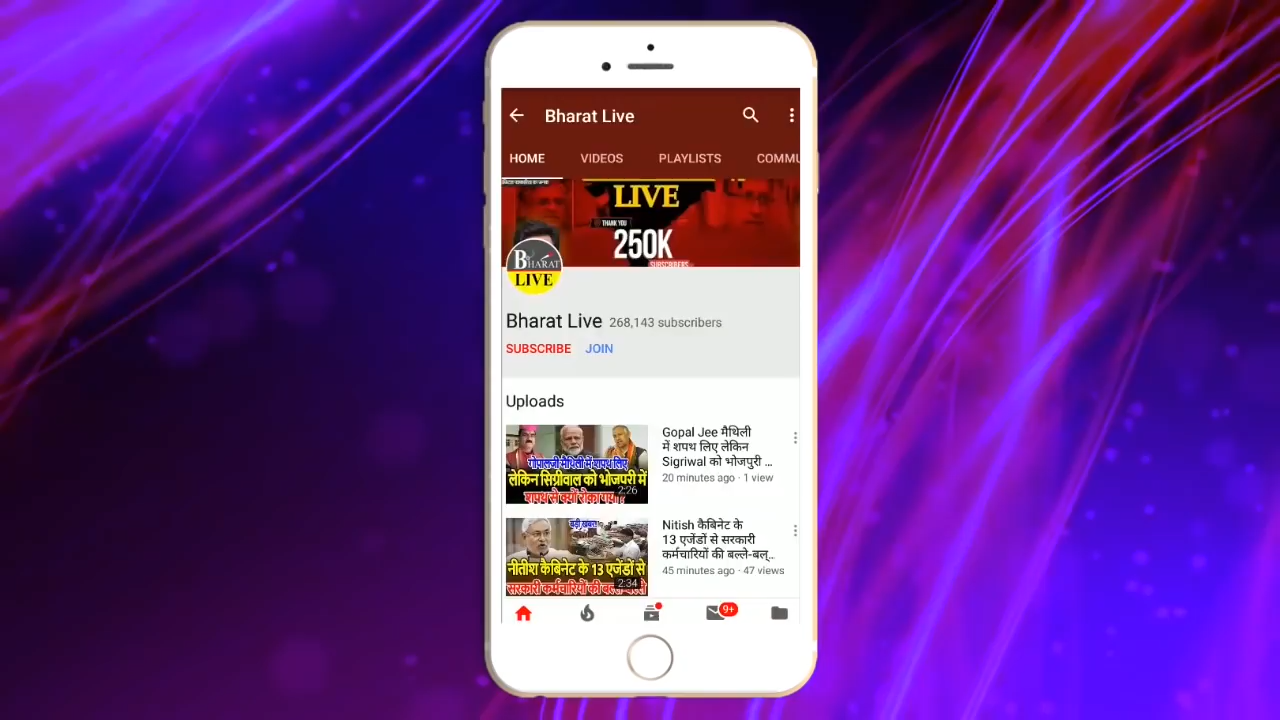 Bharat Live
HOME VIDEOS PLAYLISTS COMMU
LIVE
THANK YOU
250K
SUBSCRIBERS
BHARAT
LIVE
Bharat Live 268,143 subscribers
SUBSCRIBE JOIN
Uploads
गोपालजी मैथिली में शपथ लिए
लेकिन सिग्रीवाल को भोजपुरी में
शपथ से क्यों रोका गया?
2:26
Gopal Jee मैथिली
में शपथ लिए लेकिन
Sigriwal को भोजपुरी ...
20 minutes ago · 1 view
बड़ी खबर!
नीतीश कैबिनेट के 13 एजेंडों से
सरकारी कर्मचारियों की बल्ले-बल्ले
2:34
Nitish कैबिनेट के
13 एजेंडों से सरकारी
कर्मचारियों की बल्ले-बल्..
45 minutes ago · 47 views
9+